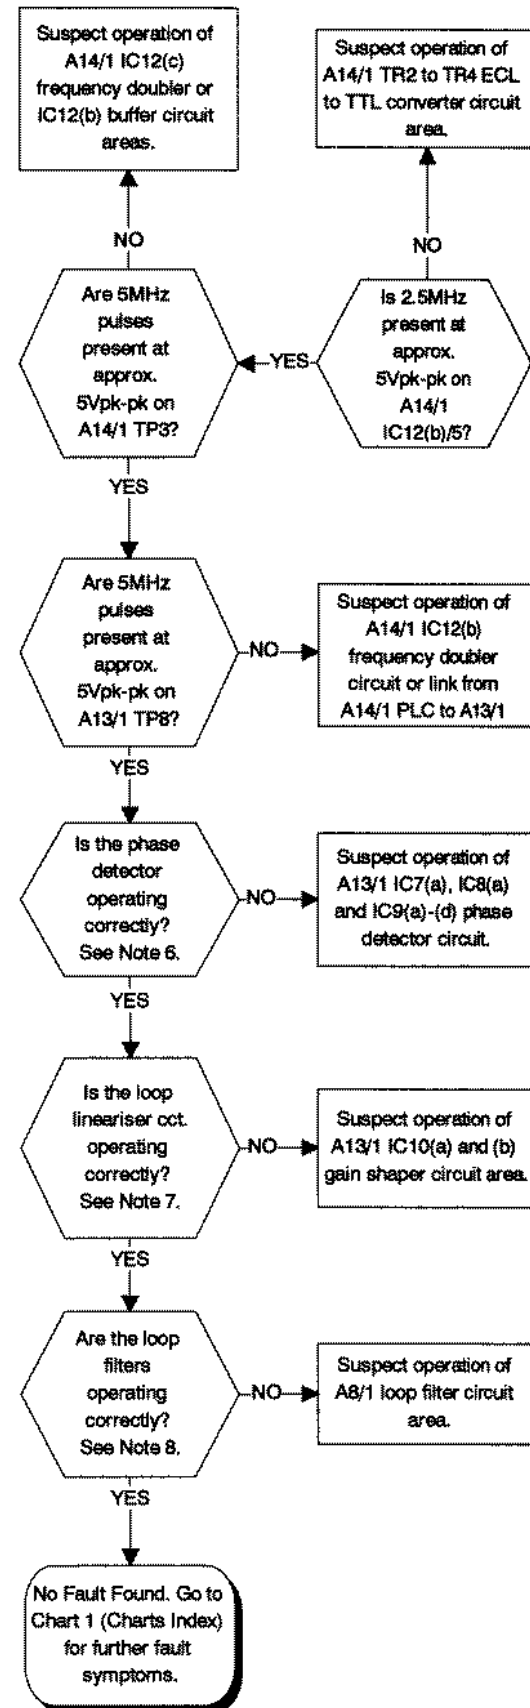 Suspect operation of
A14/1 IC12(c)
frequency doubler or
IC12(b) buffer circuit
areas.
Suspect operation of
A14/1 TR2 to TR4 ECL
to TTL converter circuit
area.
NO
NO
Are 5MHz
pulses
present at
approx.
5Vpk-pk on
A14/1 TP3?
YES
Is 2.5MHz
present at
approx.
5Vpk-pk on
A14/1
IC12(b)/5?
YES
Are 5MHz
pulses
present at
approx.
5Vpk-pk on
A13/1 TP8?
NO
Suspect operation of
A14/1 IC12(b)
frequency doubler
circuit or link from
A14/1 PLC to A13/1
YES
Is the phase
detector
operating
correctly?
See Note 6.
NO
Suspect operation of
A13/1 IC7(a), IC8(a)
and IC9(a)-(d) phase
detector circuit.
YES
Is the loop
lineariser cct.
operating
correctly?
See Note 7.
NO
Suspect operation of
A13/1 IC10(a) and (b)
gain shaper circuit area.
YES
Are the loop
filters
operating
correctly?
See Note 8.
NO
Suspect operation of
A8/1 loop filter circuit
area.
YES
No Fault Found. Go to
Chart 1 (Charts Index)
for further fault
symptoms.